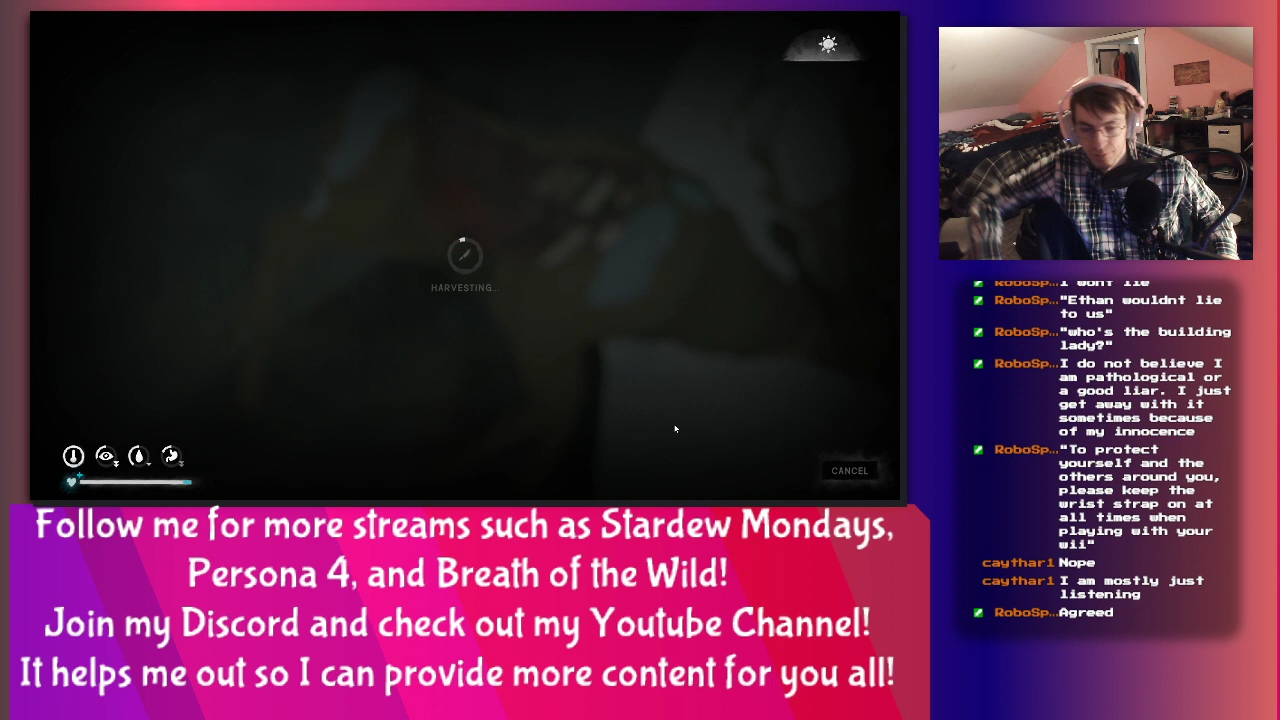 HARVESTING...
CANCEL
Follow me for more streams such as Stardew Mondays,
Persona 4, and Breath of the Wild!
Join my Discord and check out my Youtube Channel!
It helps me out so I can provide more content for you all!
RoboSp... I wont lie
RoboSp... "Ethan wouldnt lie
to us"
RoboSp... "who's the building
lady?"
RoboSp... I do not believe I
am pathological or
a good liar. I just
get away with it
sometimes because
of my innocence
RoboSp... "To protect
yourself and the
others around you,
please keep the
wrist strap on at
all times when
playing with your
wii"
caythar1 Nope
caythar1 I am mostly just
listening
RoboSp... Agreed